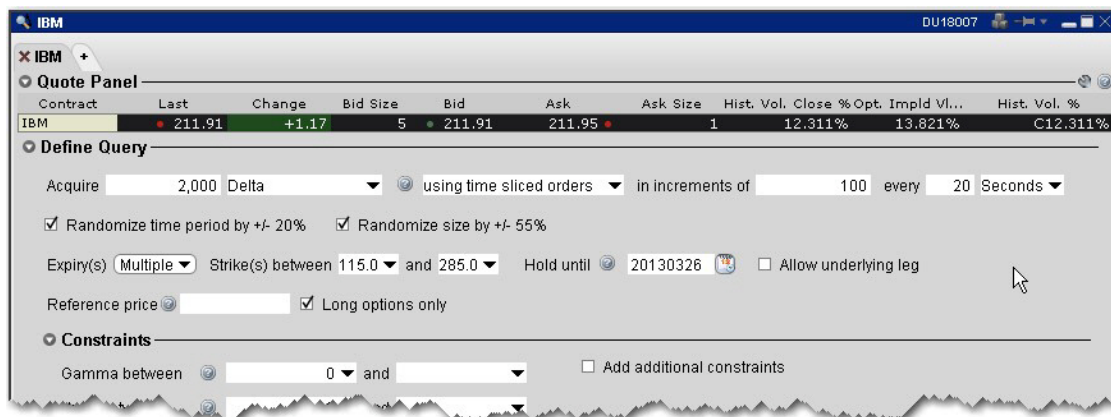 IBM DU18007
IBM +
Quote Panel
Contract Last Change Bid Size Bid Ask Ask Size Hist. Vol. Close % Opt. Impld Vl... Hist. Vol. %
IBM 211.91 +1.17 5 211.91 211.95 1 12.311% 13.821% C12.311%
Define Query
Acquire 2,000 Delta using time sliced orders in increments of 100 every 20 Seconds
Randomize time period by +/- 20% Randomize size by +/- 55%
Expiry(s) Multiple Strike(s) between 115.0 and 285.0 Hold until 20130326 Allow underlying leg
Reference price Long options only
Constraints
Gamma between 0 and Add additional constraints